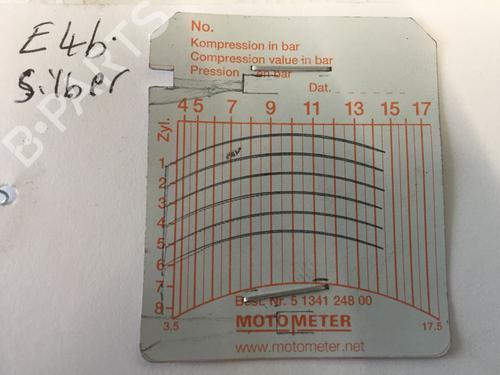 E46.
Silber
No.
Kompression in bar
Compression value in bar
Pression en bar
Dat.
4 5 7 9 11 13 15 17
Zyl.
1
2
3
4
5
6
7
8
3.5 17.5
Best. Nr. 5 1341 248 00
MOTOMETER
www.motometer.net
B-PARTS